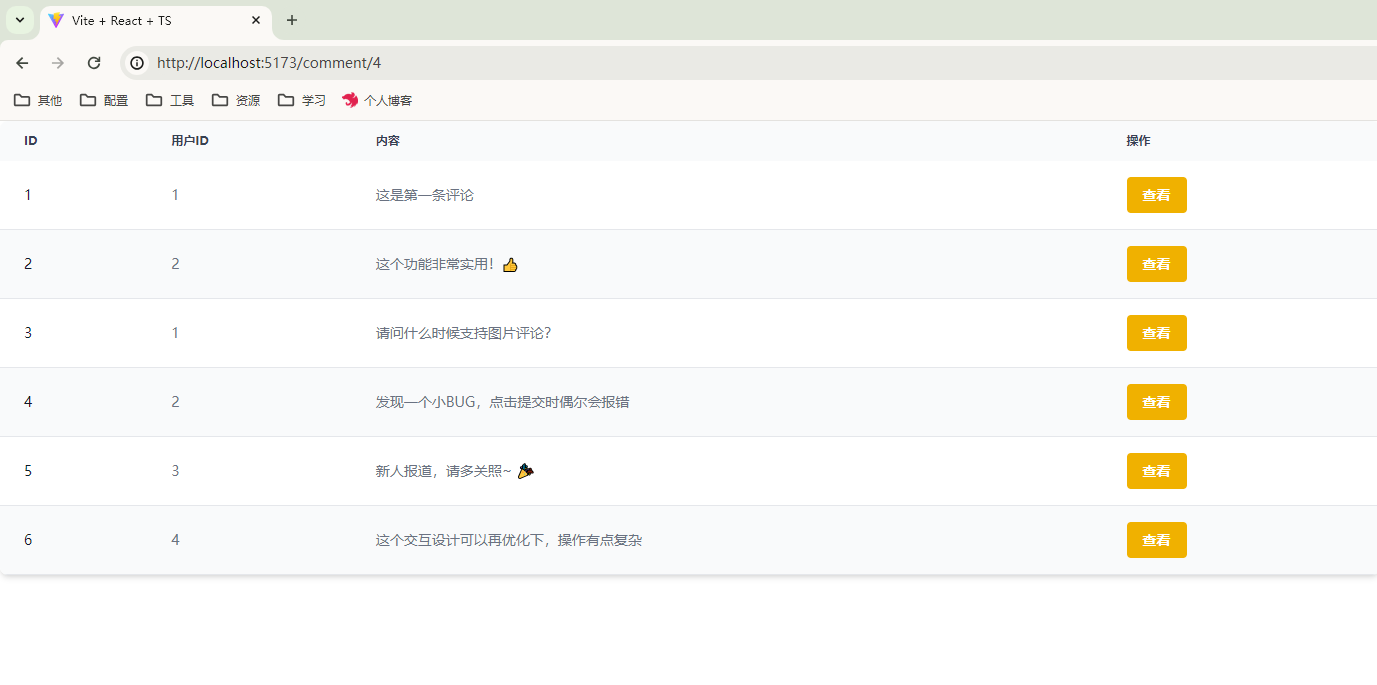 Vite + React + TS
http://localhost:5173/comment/4
其他 配置 工具 资源 学习 个人博客
ID 用户ID 内容 操作
1 1 这是第一条评论 查看
2 2 这个功能非常实用！👍 查看
3 1 请问什么时候支持图片评论？ 查看
4 2 发现一个小BUG，点击提交时偶尔会报错 查看
5 3 新人报道，请多关照~ 🎉 查看
6 4 这个交互设计可以再优化下，操作有点复杂 查看